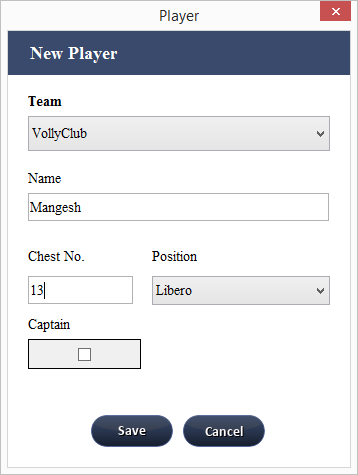 Player
New Player
Team
VollyClub
Name
Mangesh
Chest No. Position
13 Libero
Captain
Save Cancel